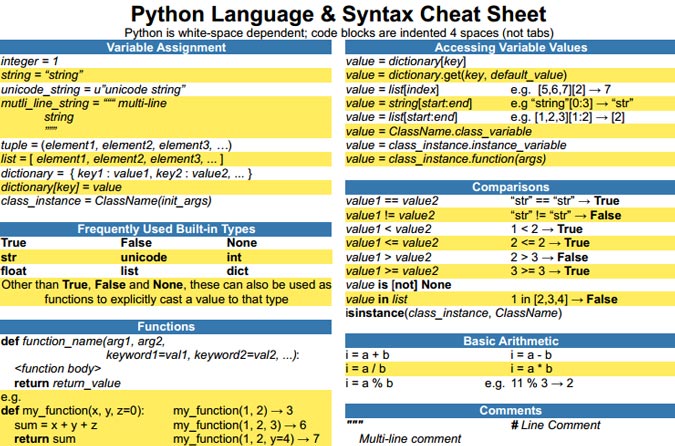 Python Language & Syntax Cheat Sheet
Python is white-space dependent; code blocks are indented 4 spaces (not tabs)
Variable Assignment
integer = 1
string = “string”
unicode_string = u”unicode string”
mutli_line_string = “““ multi-line
string
”””
tuple = (element1, element2, element3, …)
list = [ element1, element2, element3, ... ]
dictionary = { key1 : value1, key2 : value2, ... }
dictionary[key] = value
class_instance = ClassName(init_args)
Frequently Used Built-in Types
True False None
str unicode int
float list dict
Other than True, False and None, these can also be used as
functions to explicitly cast a value to that type
Functions
def function_name(arg1, arg2,
keyword1=val1, keyword2=val2, ...):
<function body>
return return_value
e.g.
def my_function(x, y, z=0): my_function(1, 2) → 3
sum = x + y + z my_function(1, 2, 3) → 6
return sum my_function(1, 2, y=4) → 7
Accessing Variable Values
value = dictionary[key]
value = dictionary.get(key, default_value)
value = list[index] e.g. [5,6,7][2] → 7
value = string[start:end] e.g “string”[0:3] → “str”
value = list[start:end] e.g. [1,2,3][1:2] → [2]
value = ClassName.class_variable
value = class_instance.instance_variable
value = class_instance.function(args)
Comparisons
value1 == value2 “str” == “str” → True
value1 != value2 “str” != “str” → False
value1 < value2 1 < 2 → True
value1 <= value2 2 <= 2 → True
value1 > value2 2 > 3 → False
value1 >= value2 3 >= 3 → True
value is [not] None
value in list 1 in [2,3,4] → False
isinstance(class_instance, ClassName)
Basic Arithmetic
i = a + b i = a - b
i = a / b i = a * b
i = a % b e.g. 11 % 3 → 2
Comments
""" # Line Comment
Multi-line comment